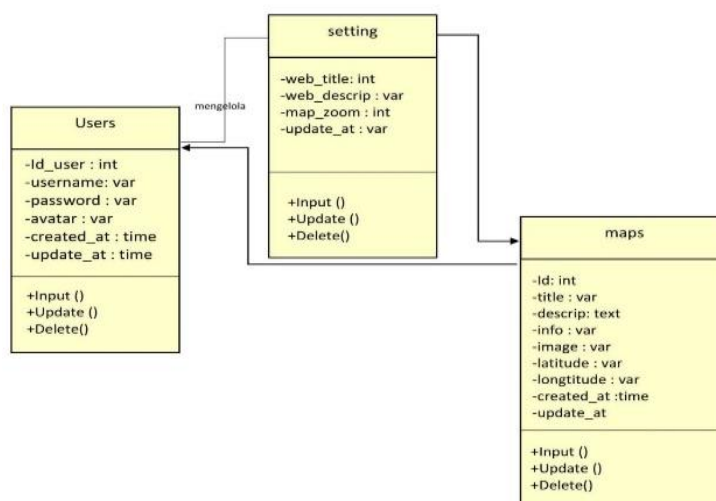 setting
-web_title: int
-web_descrip : var
-map_zoom : int
-update_at : var
+Input ()
+Update ()
+Delete()
mengelola
Users
-Id_user : int
-username: var
-password : var
-avatar : var
-created_at : time
-update_at : time
+Input ()
+Update ()
+Delete()
maps
-Id: int
-title : var
-descrip: text
-info : var
-image : var
-latitude : var
-longtitude : var
-created_at :time
-update_at
+Input ()
+Update ()
+Delete()